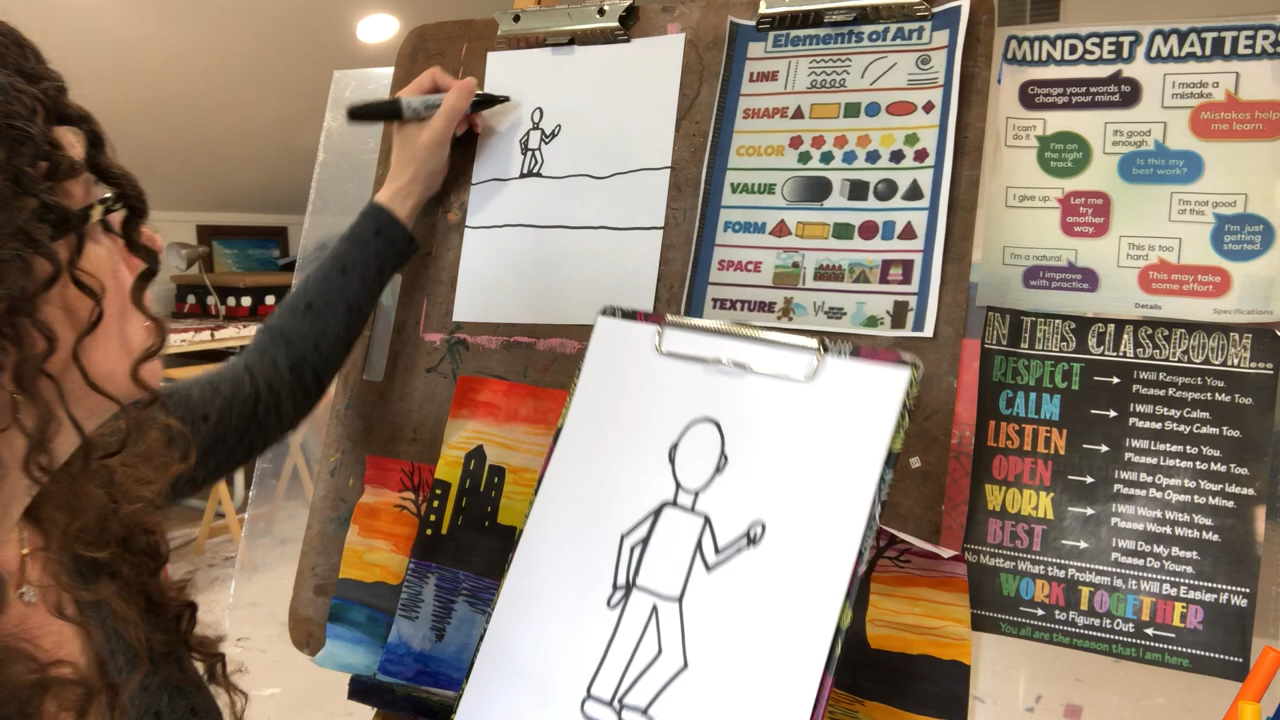 Elements of Art
LINE
SHAPE
COLOR
VALUE
FORM
SPACE
TEXTURE
MINDSET MATTERS
Change your words to
change your mind.
I made a
mistake.
Mistakes help
me learn.
I can't
do it.
I'm on
the right
track.
It's good
enough.
Is this my
best work?
I give up.
Let me
try
another
way.
I'm not good
at this.
I'm just
getting
started.
I'm a natural.
I improve
with practice.
This is too
hard.
This may take
some effort.
Details
Specifications
IN THIS CLASSROOM...
RESPECT
I Will Respect You.
Please Respect Me Too.
CALM
I Will Stay Calm.
Please Stay Calm Too.
LISTEN
I Will Listen to You.
Please Listen to Me Too.
OPEN
I Will Be Open to Your Ideas.
Please Be Open to Mine.
WORK
I Will Work With You.
Please Work With Me.
BEST
I Will Do My Best.
Please Do Yours.
No Matter What the Problem is, it Will Be Easier if We
WORK TOGETHER
to Figure it Out
You all are the reason that I am here.